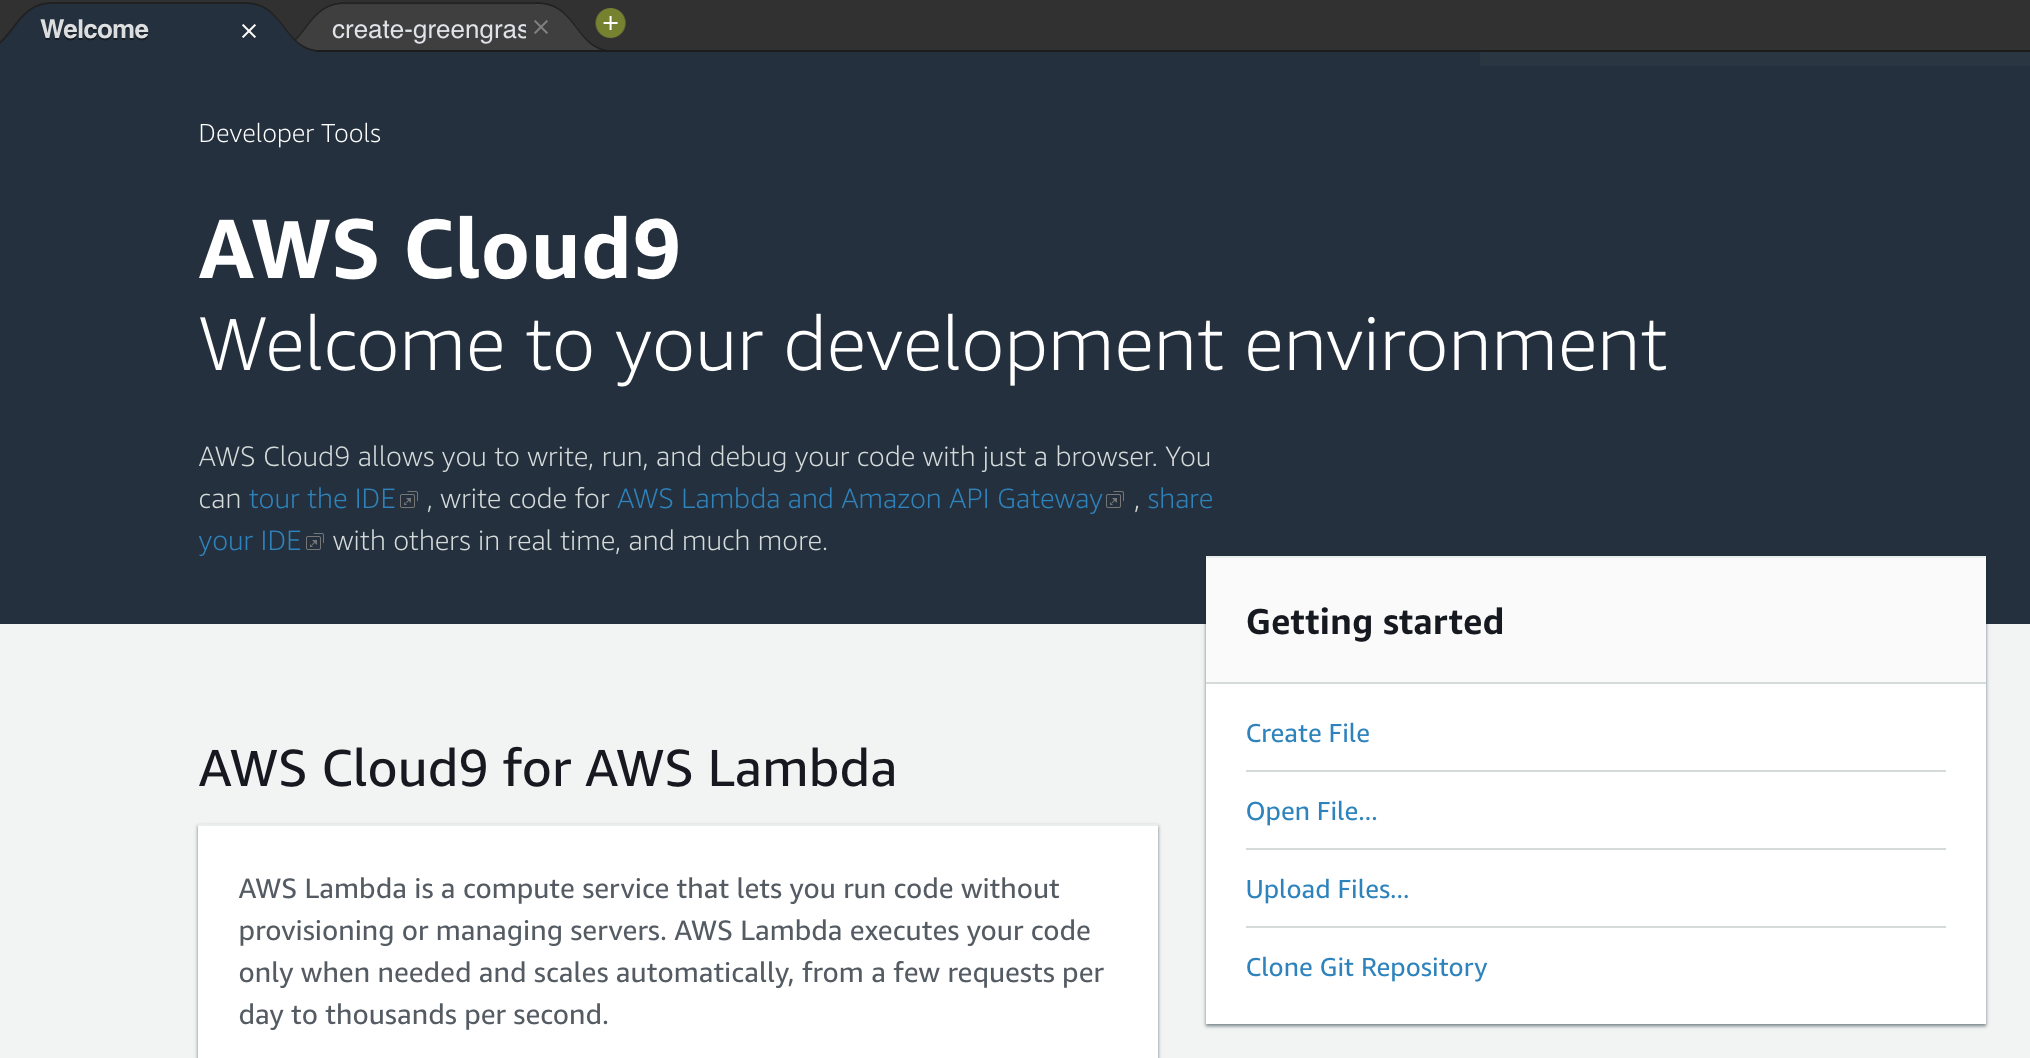 Welcome
create-greengras
Developer Tools
AWS Cloud9
Welcome to your development environment
AWS Cloud9 allows you to write, run, and debug your code with just a browser. You
can tour the IDE , write code for AWS Lambda and Amazon API Gateway , share
your IDE with others in real time, and much more.
Getting started
Create File
Open File...
Upload Files...
Clone Git Repository
AWS Cloud9 for AWS Lambda
AWS Lambda is a compute service that lets you run code without
provisioning or managing servers. AWS Lambda executes your code
only when needed and scales automatically, from a few requests per
day to thousands per second.